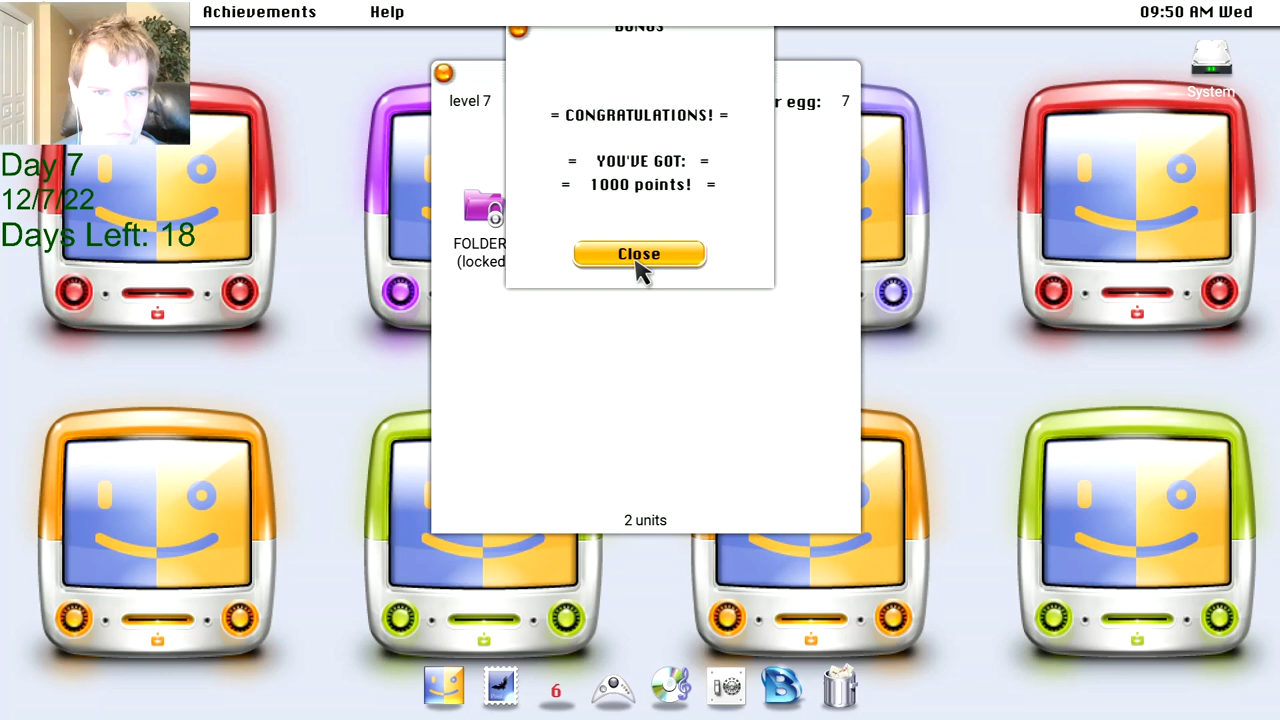 Achievements
Help
09:50 AM Wed
System
Day 7
12/7/22
Days Left: 18
level 7
r egg: 7
= CONGRATULATIONS! =
= YOU'VE GOT: =
= 1000 points! =
Close
FOLDER
(locked
2 units
6
B